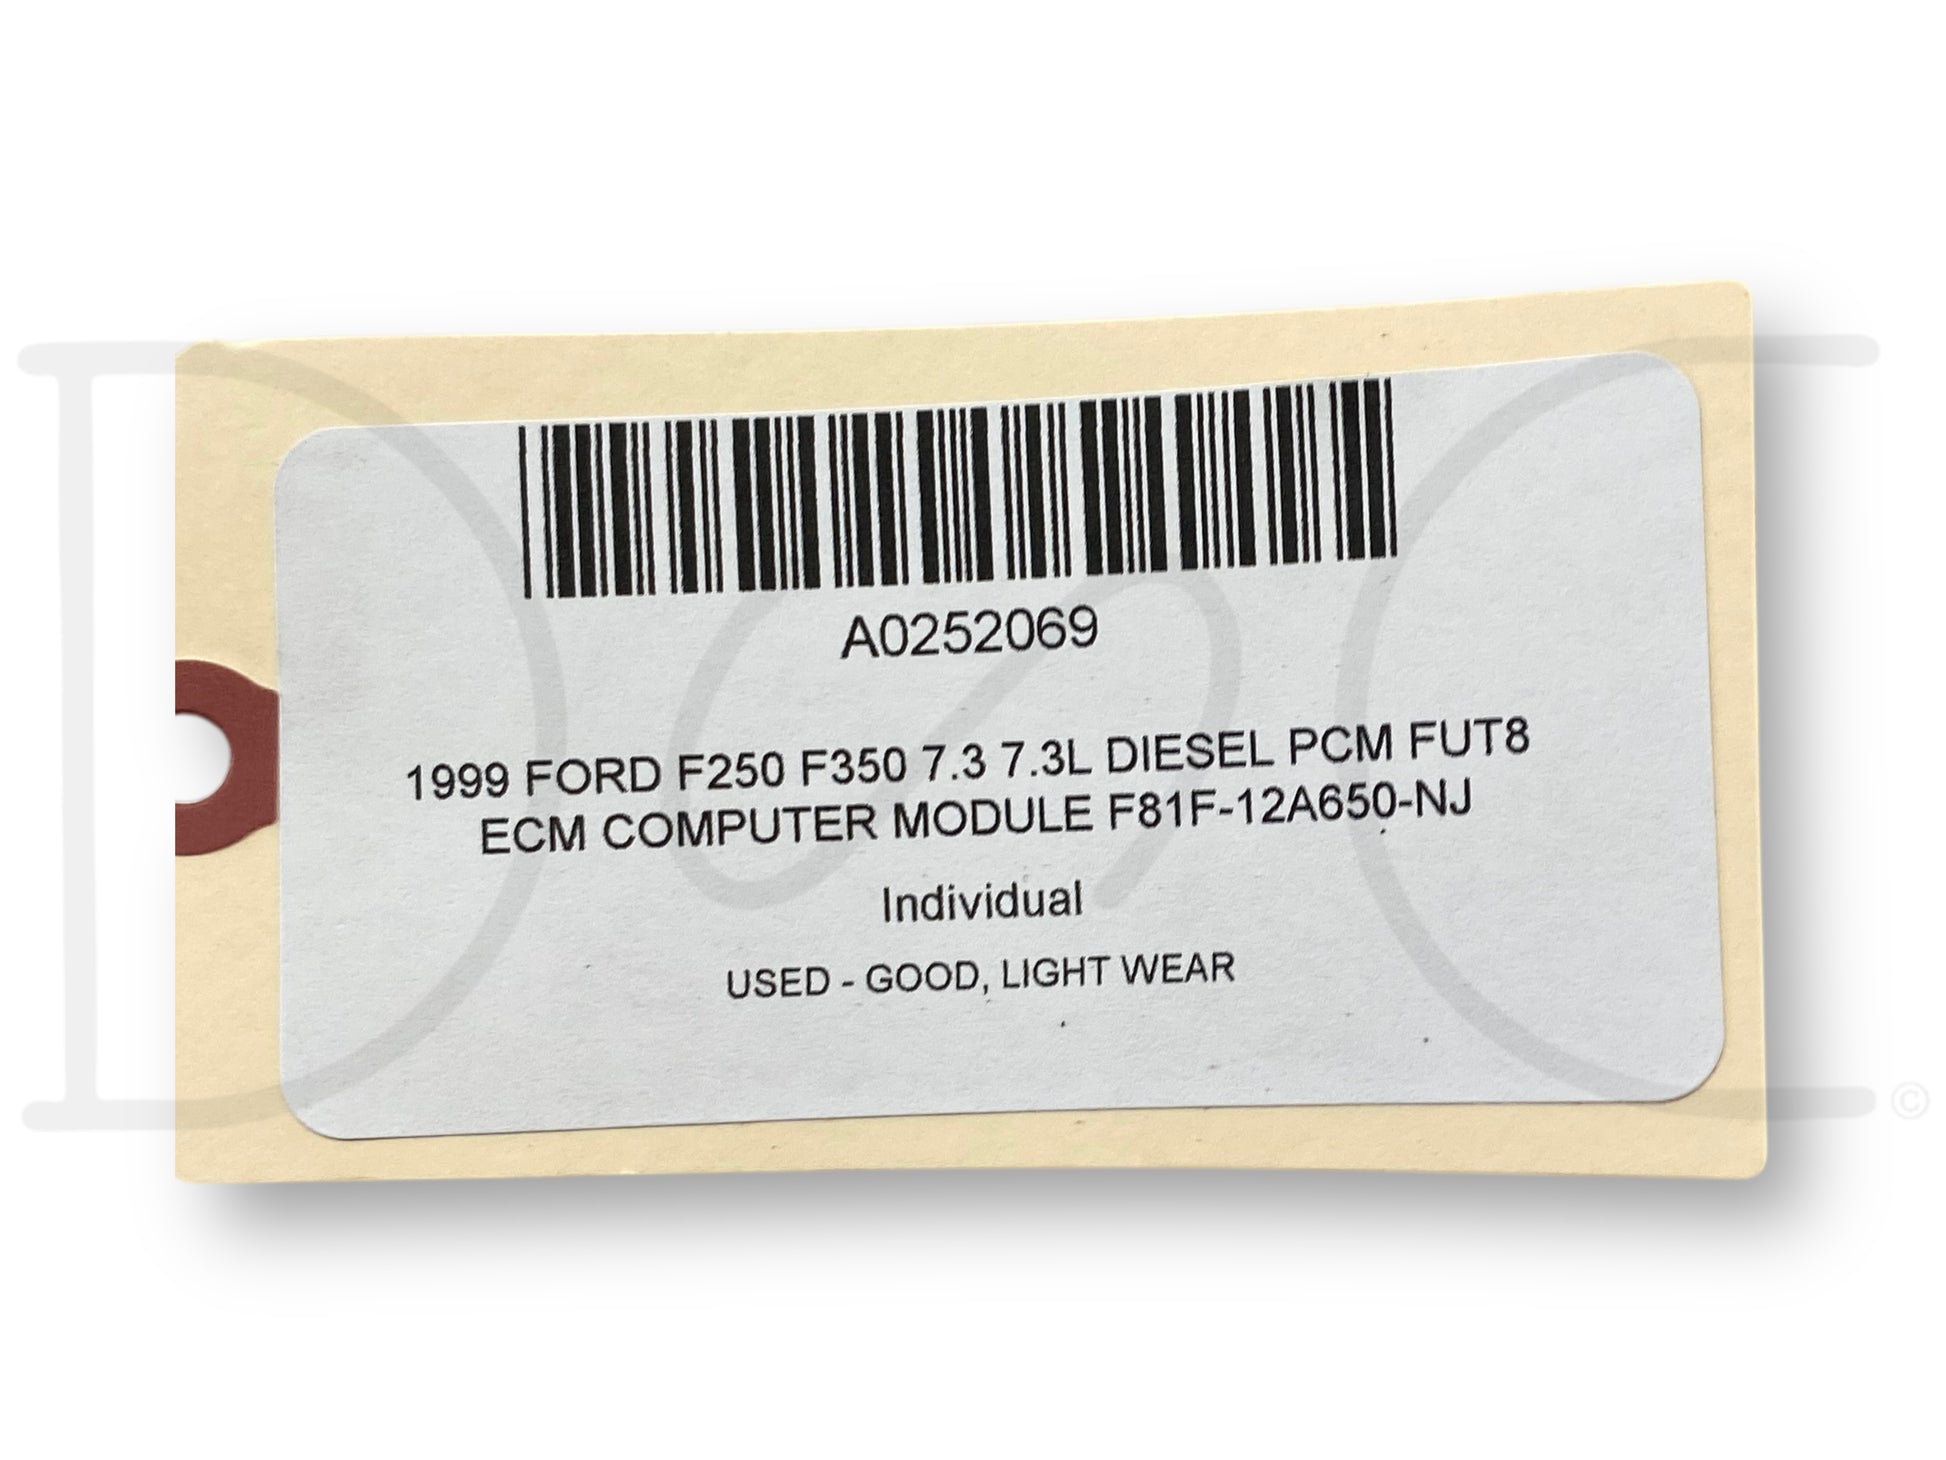 A0252069
1999 FORD F250 F350 7.3 7.3L DIESEL PCM FUT8
ECM COMPUTER MODULE F81F-12A650-NJ
Individual
USED - GOOD, LIGHT WEAR
©